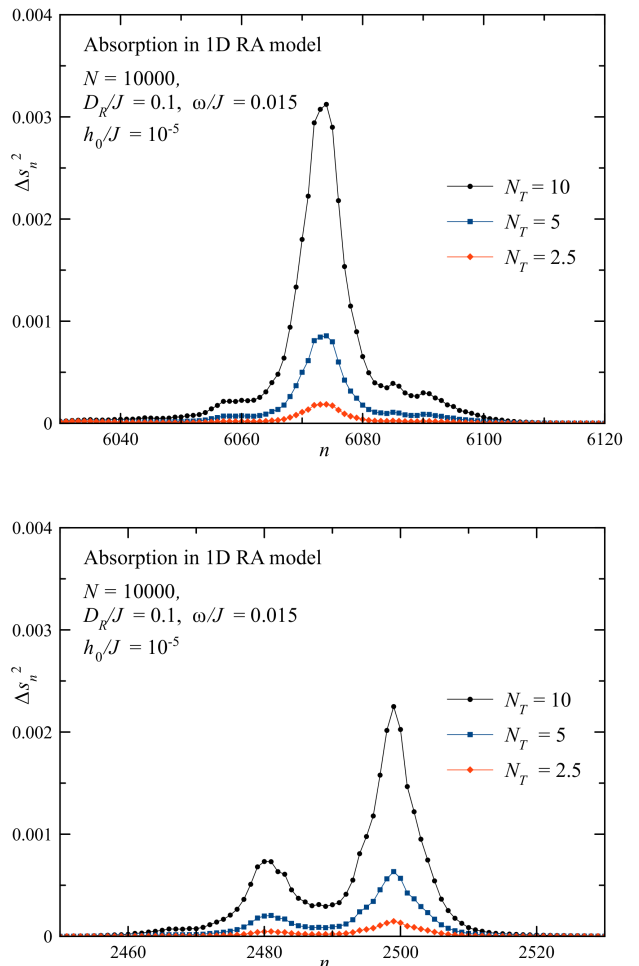 0.004
Absorption in 1D RA model
N = 10000,
D_R/J = 0.1, ω/J = 0.015
h_0/J = 10^-5
0.003
Δs_n^2
N_T = 10
N_T = 5
N_T = 2.5
0.002
0.001
0
6040 6060 6080 6100 6120
n
0.004
Absorption in 1D RA model
N = 10000,
D_R/J = 0.1, ω/J = 0.015
h_0/J = 10^-5
0.003
Δs_n^2
N_T = 10
N_T = 5
N_T = 2.5
0.002
0.001
0
2460 2480 2500 2520
n